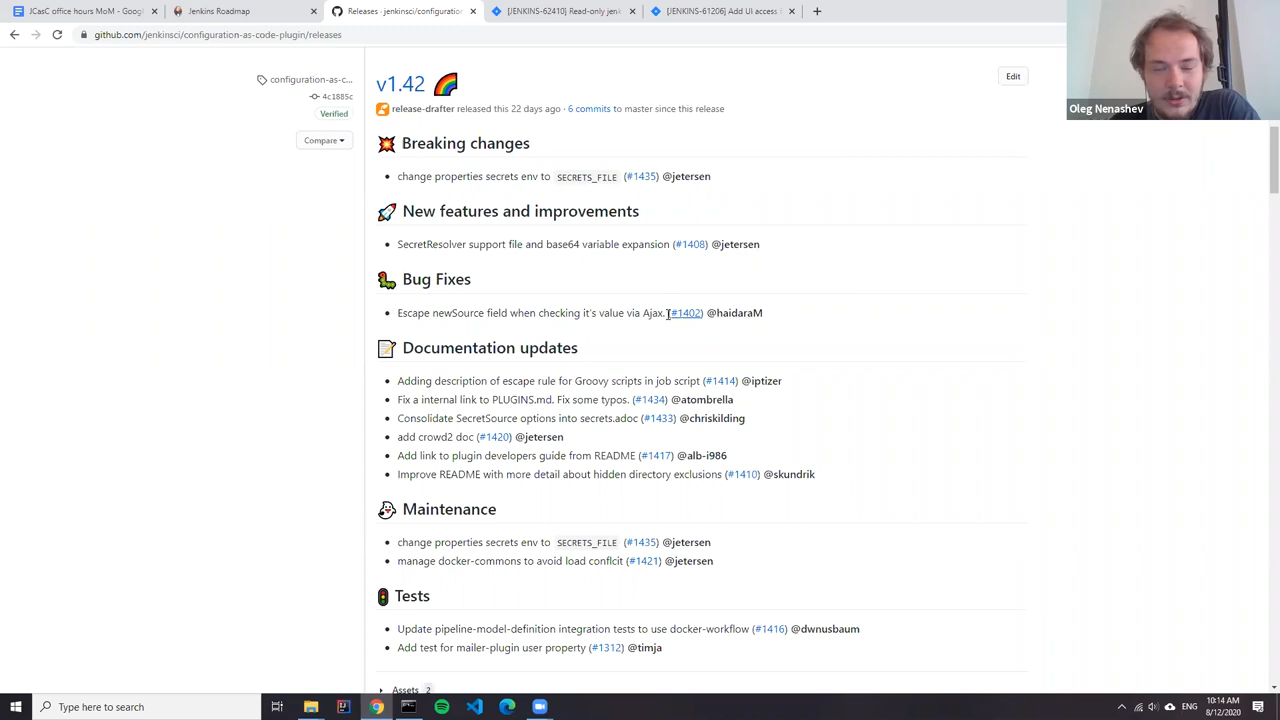 JCasC office hours MoM - Googl
Jenkins Roadmap
Releases · jenkinsci/configuration
[JENKINS-62410] Read-only jenk
[JENKINS-61206] Add UI access
github.com/jenkinsci/configuration-as-code-plugin/releases
Oleg Nenashev
configuration-as-c...
4c1885c
Verified
Compare
v1.42
Edit
release-drafter released this 22 days ago · 6 commits to master since this release
Breaking changes
change properties secrets env to SECRETS_FILE (#1435) @jetersen
New features and improvements
SecretResolver support file and base64 variable expansion (#1408) @jetersen
Bug Fixes
Escape newSource field when checking it's value via Ajax. (#1402) @haidaraM
Documentation updates
Adding description of escape rule for Groovy scripts in job script (#1414) @iptizer
Fix a internal link to PLUGINS.md. Fix some typos. (#1434) @atombrella
Consolidate SecretSource options into secrets.adoc (#1433) @chriskilding
add crowd2 doc (#1420) @jetersen
Add link to plugin developers guide from README (#1417) @alb-i986
Improve README with more detail about hidden directory exclusions (#1410) @skundrik
Maintenance
change properties secrets env to SECRETS_FILE (#1435) @jetersen
manage docker-commons to avoid load conflcit (#1421) @jetersen
Tests
Update pipeline-model-definition integration tests to use docker-workflow (#1416) @dwnusbaum
Add test for mailer-plugin user property (#1312) @timja
Assets 2
Type here to search
ENG
10:14 AM
8/12/2020